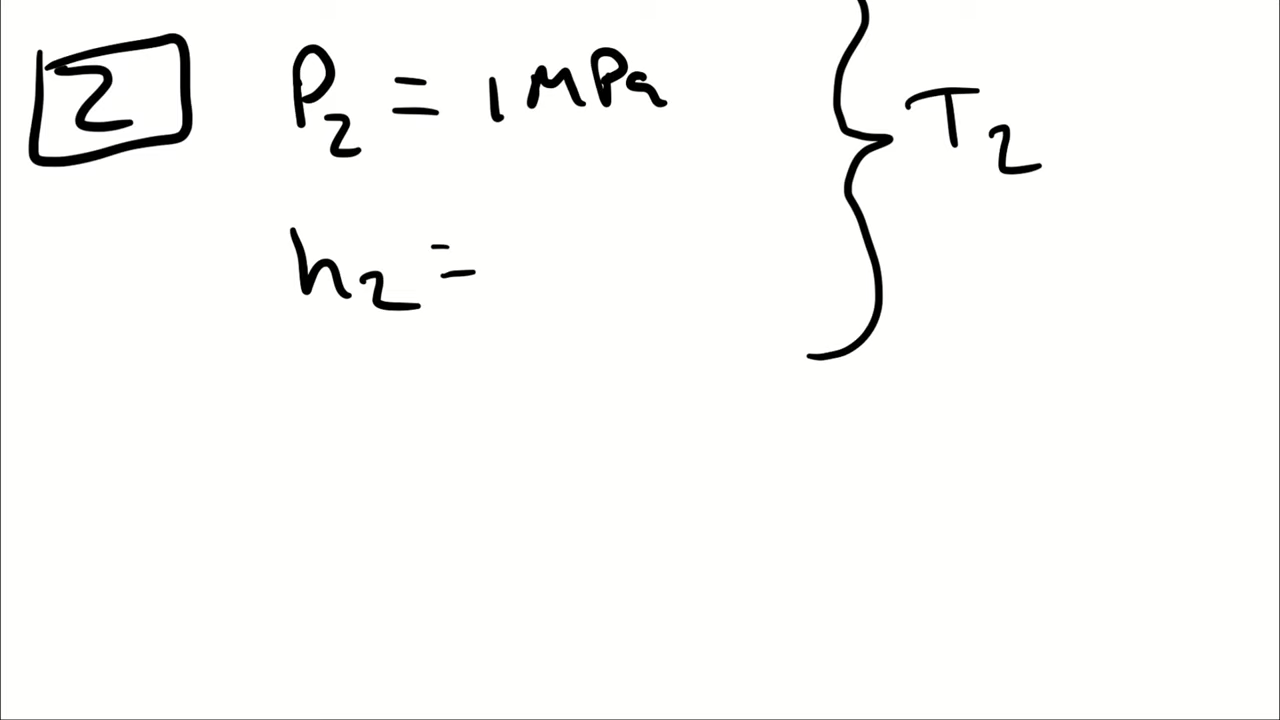 2 P₂ = 1 MPa } T₂
h₂ =